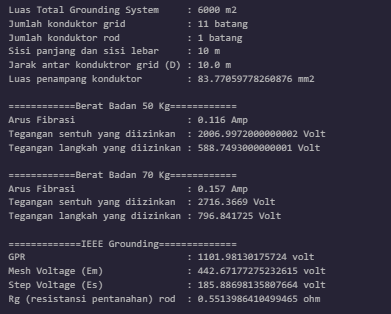 Luas Total Grounding System : 6000 m2
Jumlah konduktor grid : 11 batang
Jumlah konduktor rod : 1 batang
Sisi panjang dan sisi lebar : 10 m
Jarak antar konduktror grid (D) : 10.0 m
Luas penampang konduktor : 83.77059778260876 mm2
============Berat Badan 50 Kg============
Arus Fibrasi : 0.116 Amp
Tegangan sentuh yang diizinkan : 2006.9972000000002 Volt
Tegangan langkah yang diizinkan : 588.7493000000001 Volt
============Berat Badan 70 Kg============
Arus Fibrasi : 0.157 Amp
Tegangan sentuh yang diizinkan : 2716.3669 Volt
Tegangan langkah yang diizinkan : 796.841725 Volt
=============IEEE Grounding==============
GPR : 1101.98130175724 volt
Mesh Voltage (Em) : 442.67177275232615 volt
Step Voltage (Es) : 185.88698135807664 volt
Rg (resistansi pentanahan) rod : 0.5513986410499465 ohm